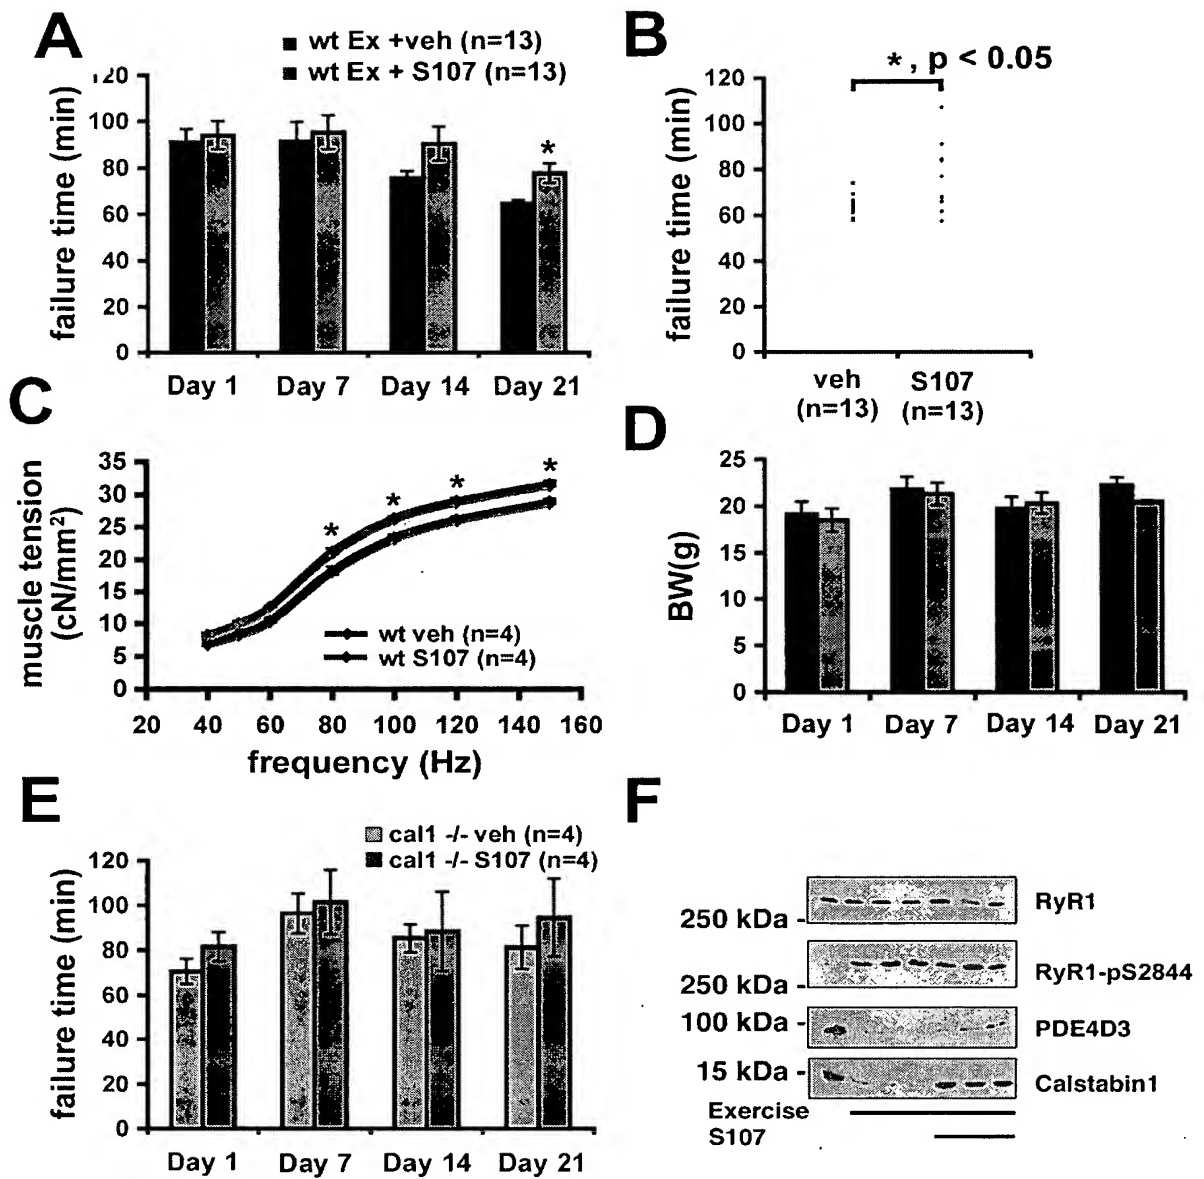 A
wt Ex +veh (n=13)
wt Ex + S107 (n=13)
failure time (min)
120
100
80
60
40
20
0
*
Day 1 Day 7 Day 14 Day 21
B
*, p < 0.05
failure time (min)
120
100
80
60
40
20
0
veh S107
(n=13) (n=13)
C
muscle tension
(cN/mm2)
35
30
25
20
15
10
5
0
* * * *
wt veh (n=4)
wt S107 (n=4)
20 40 60 80 100 120 140 160
frequency (Hz)
D
BW(g)
25
20
15
10
5
0
Day 1 Day 7 Day 14 Day 21
E
cal1 -/- veh (n=4)
cal1 -/- S107 (n=4)
failure time (min)
120
100
80
60
40
20
0
Day 1 Day 7 Day 14 Day 21
F
250 kDa - RyR1
250 kDa - RyR1-pS2844
100 kDa - PDE4D3
15 kDa - Calstabin1
Exercise
S107